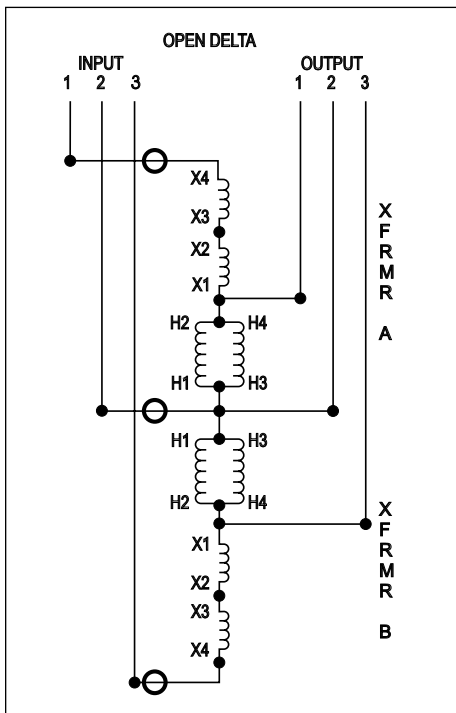 OPEN DELTA
INPUT OUTPUT
1 2 3 1 2 3
X4
X3
X2
X1
H2 H4
H1 H3
H1 H3
H2 H4
X1
X2
X3
X4
XFRMR A
XFRMR B